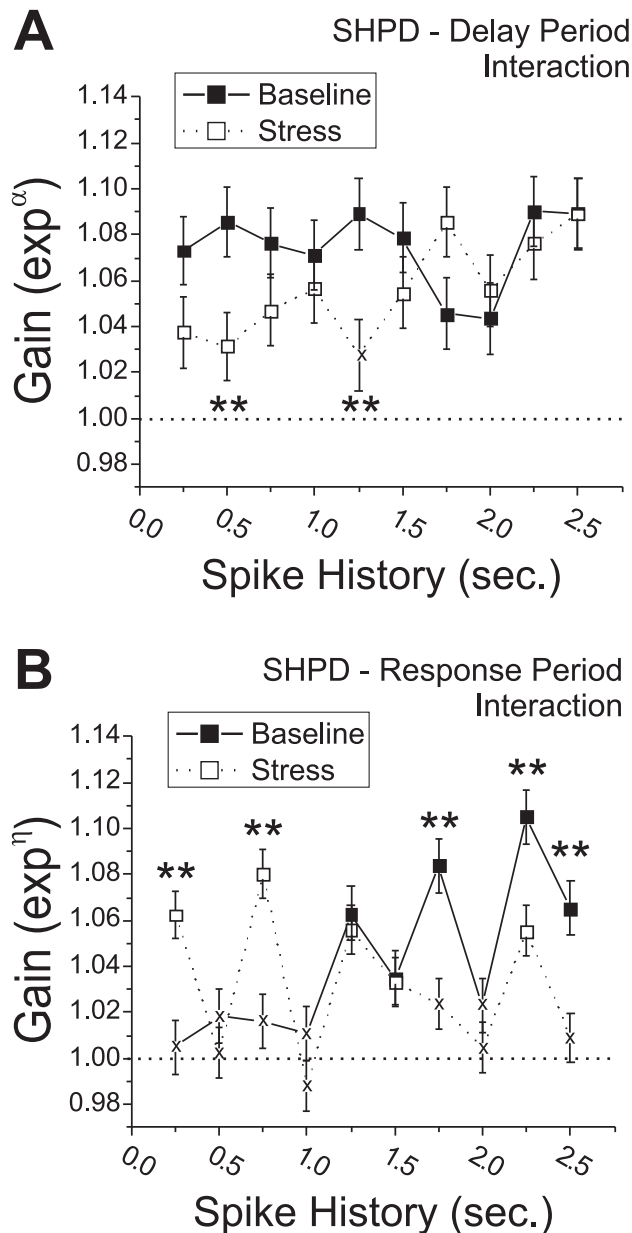 A
SHPD - Delay Period
Interaction
Baseline
Stress
1.14
1.12
1.10
1.08
1.06
1.04
1.02
1.00
0.98
Gain (exp^α)
**
**
0.0
0.5
1.0
1.5
2.0
2.5
Spike History (sec.)
B
SHPD - Response Period
Interaction
Baseline
Stress
1.14
1.12
1.10
1.08
1.06
1.04
1.02
1.00
0.98
Gain (exp^η)
**
**
**
**
**
0.0
0.5
1.0
1.5
2.0
2.5
Spike History (sec.)